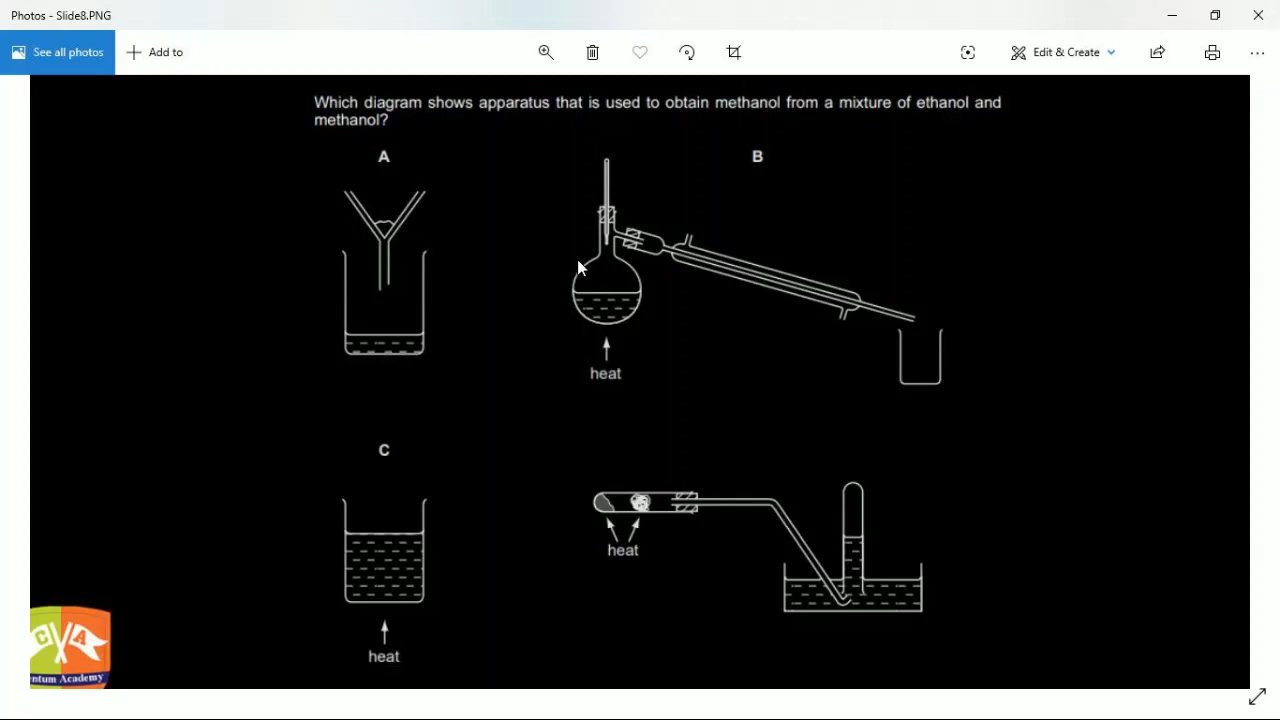 Photos - Slide8.PNG
See all photos
Add to
Edit & Create
Which diagram shows apparatus that is used to obtain methanol from a mixture of ethanol and
methanol?
A
B
heat
C
heat
heat
C A
entum Academy